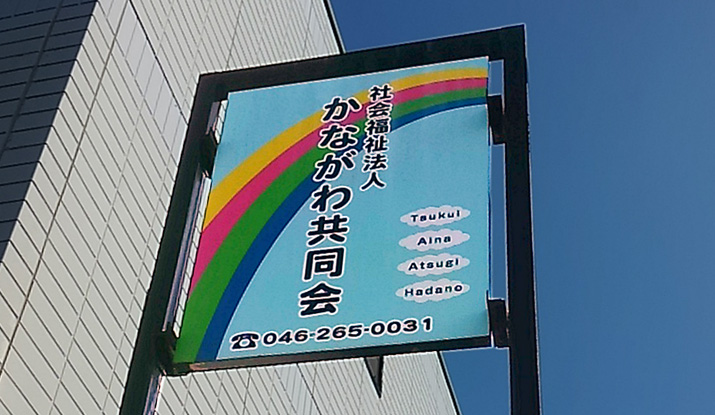 社会福祉法人
かながわ共同会
Tsukui
Aina
Atsugi
Hadano
☎046-265-0031